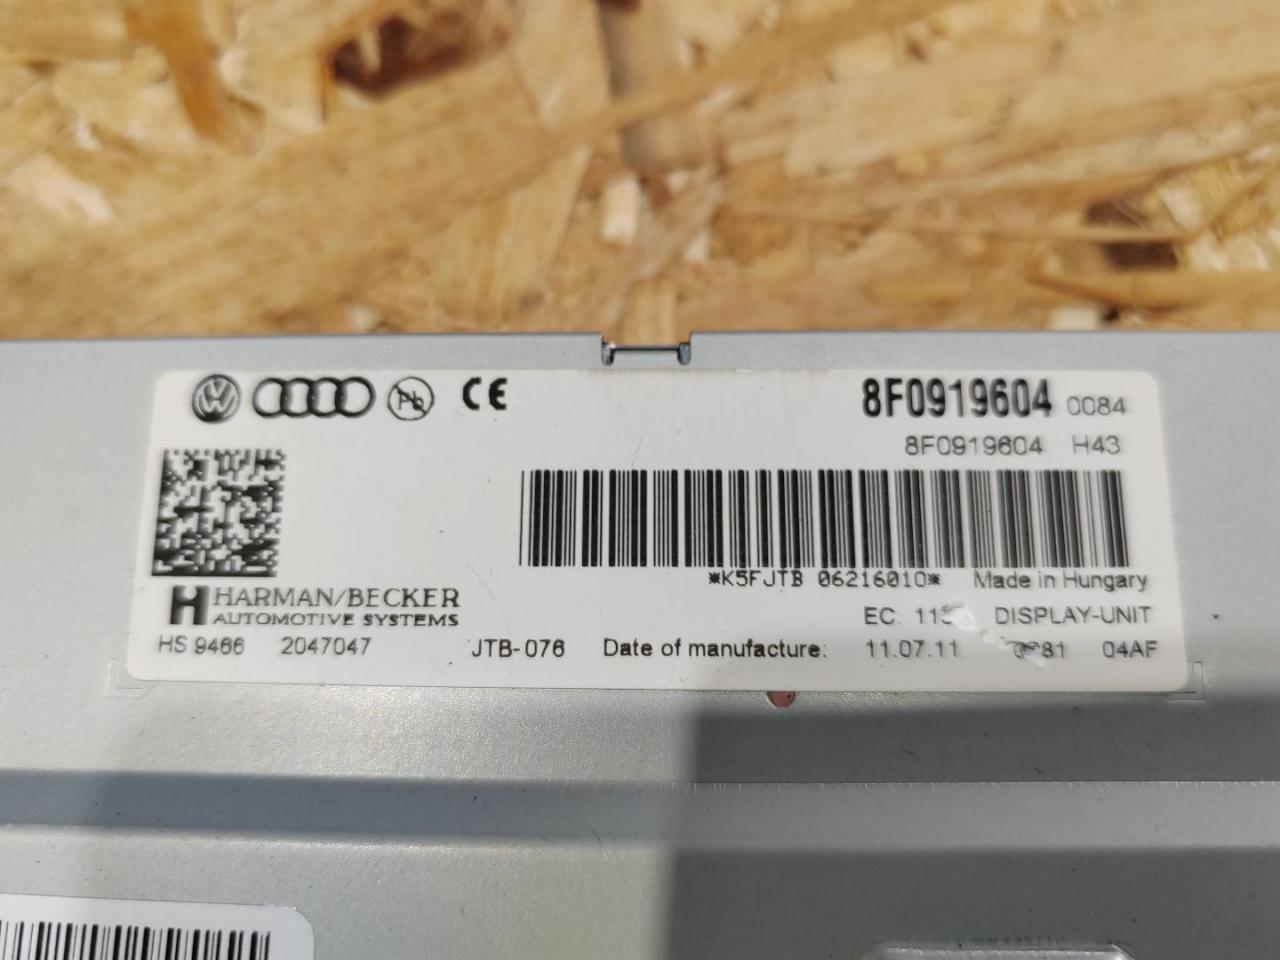 CE 8F0919604 0084
8F0919604 H43
*K5FJTB 06216010* Made in Hungary
HARMAN/BECKER
AUTOMOTIVE SYSTEMS EC: DISPLAY-UNIT
HS 9466 2047047 JTB-076 Date of manufacture: 11.07.11 04AF